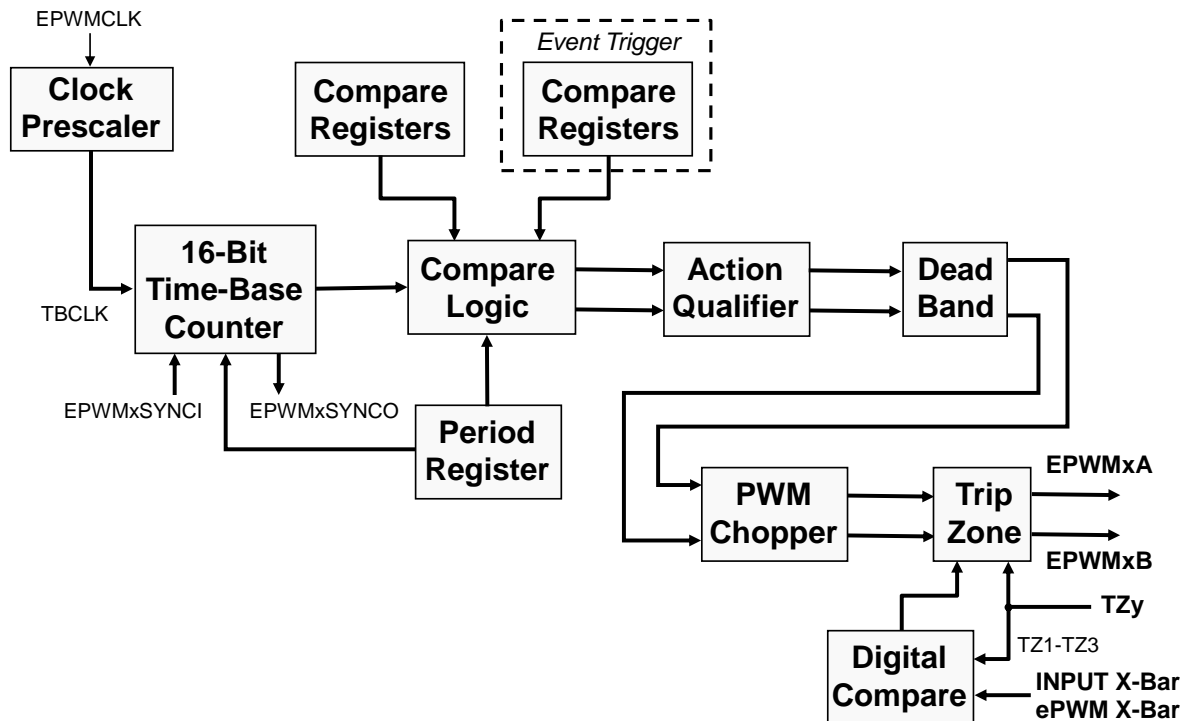 EPWMCLK
Clock
Prescaler
Compare
Registers
Event Trigger
Compare
Registers
16-Bit
Time-Base
Counter
TBCLK
Compare
Logic
Action
Qualifier
Dead
Band
EPWMxSYNCI
EPWMxSYNCO
Period
Register
PWM
Chopper
Trip
Zone
EPWMxA
EPWMxB
TZy
TZ1-TZ3
Digital
Compare
INPUT X-Bar
ePWM X-Bar